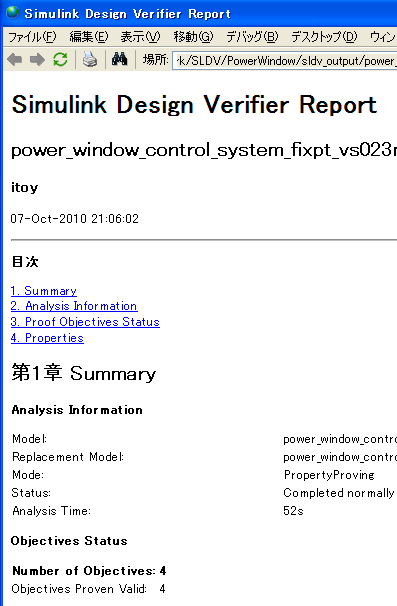 Simulink Design Verifier Report
ファイル(F) 編集(E) 表示(V) 移動(G) デバッグ(B) デスクトップ(D) ウィン
場所: rk/SLDV/PowerWindow/sldv_output/power_
Simulink Design Verifier Report
power_window_control_system_fixpt_vs023r
itoy
07-Oct-2010 21:06:02
目次
1. Summary
2. Analysis Information
3. Proof Objectives Status
4. Properties
第1章 Summary
Analysis Information
Model: power_window_contro
Replacement Model: power_window_contro
Mode: PropertyProving
Status: Completed normally
Analysis Time: 52s
Objectives Status
Number of Objectives: 4
Objectives Proven Valid: 4